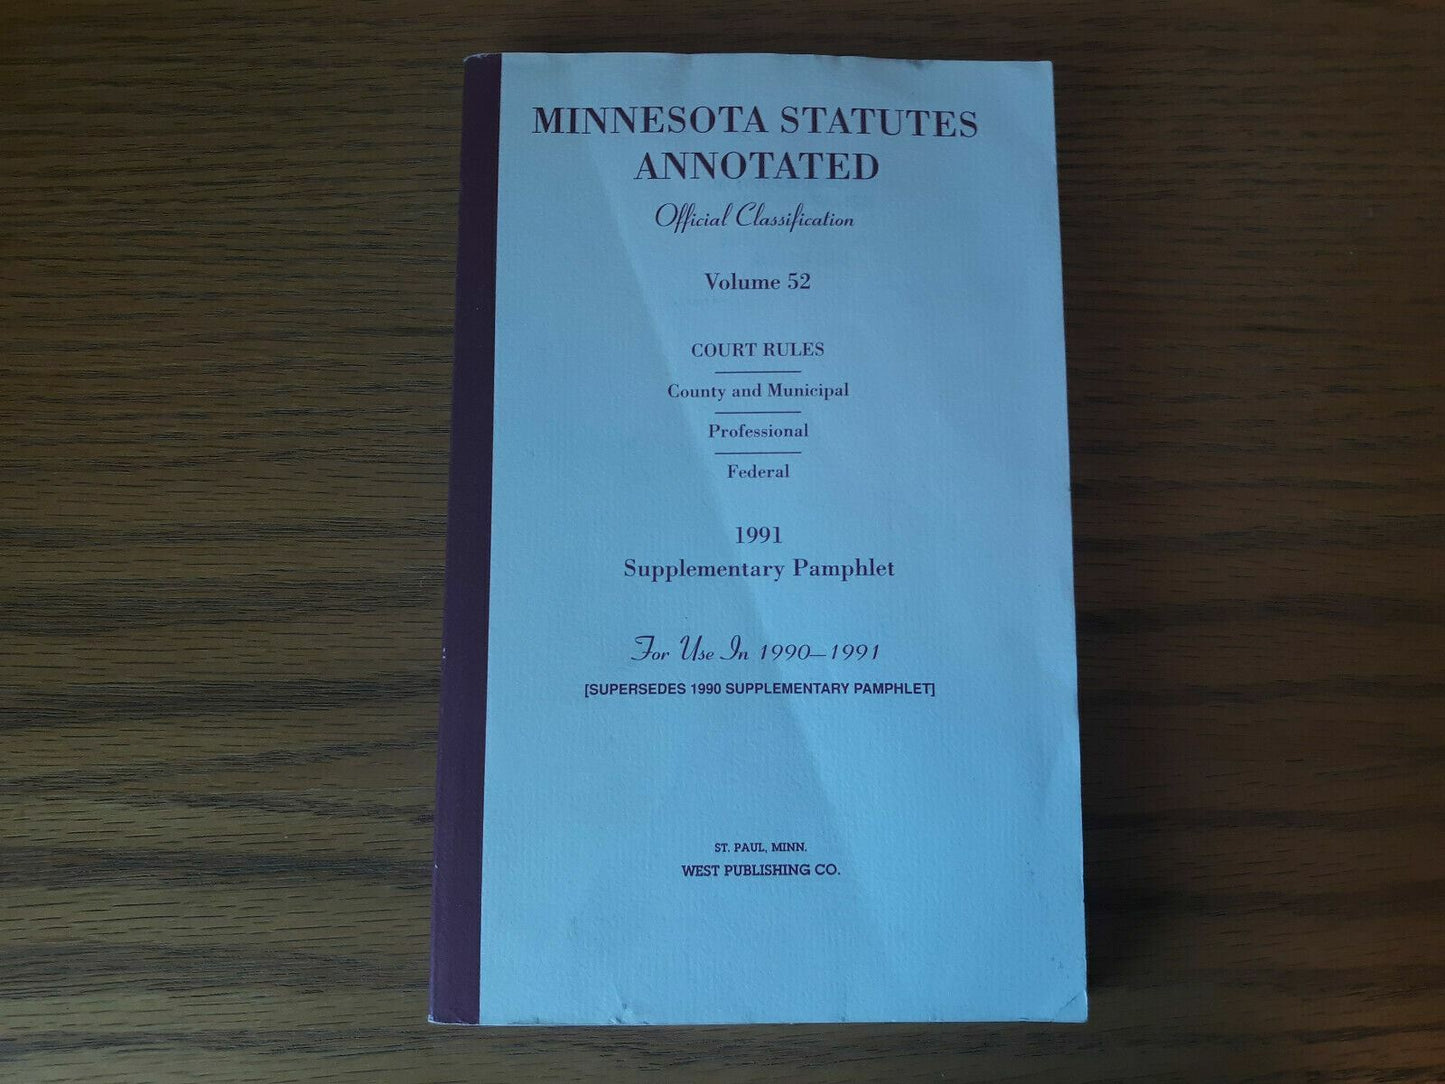 MINNESOTA STATUTES
ANNOTATED
Official Classification
Volume 52
COURT RULES
County and Municipal
Professional
Federal
1991
Supplementary Pamphlet
For Use In 1990–1991
[SUPERSEDES 1990 SUPPLEMENTARY PAMPHLET]
ST. PAUL, MINN.
WEST PUBLISHING CO.